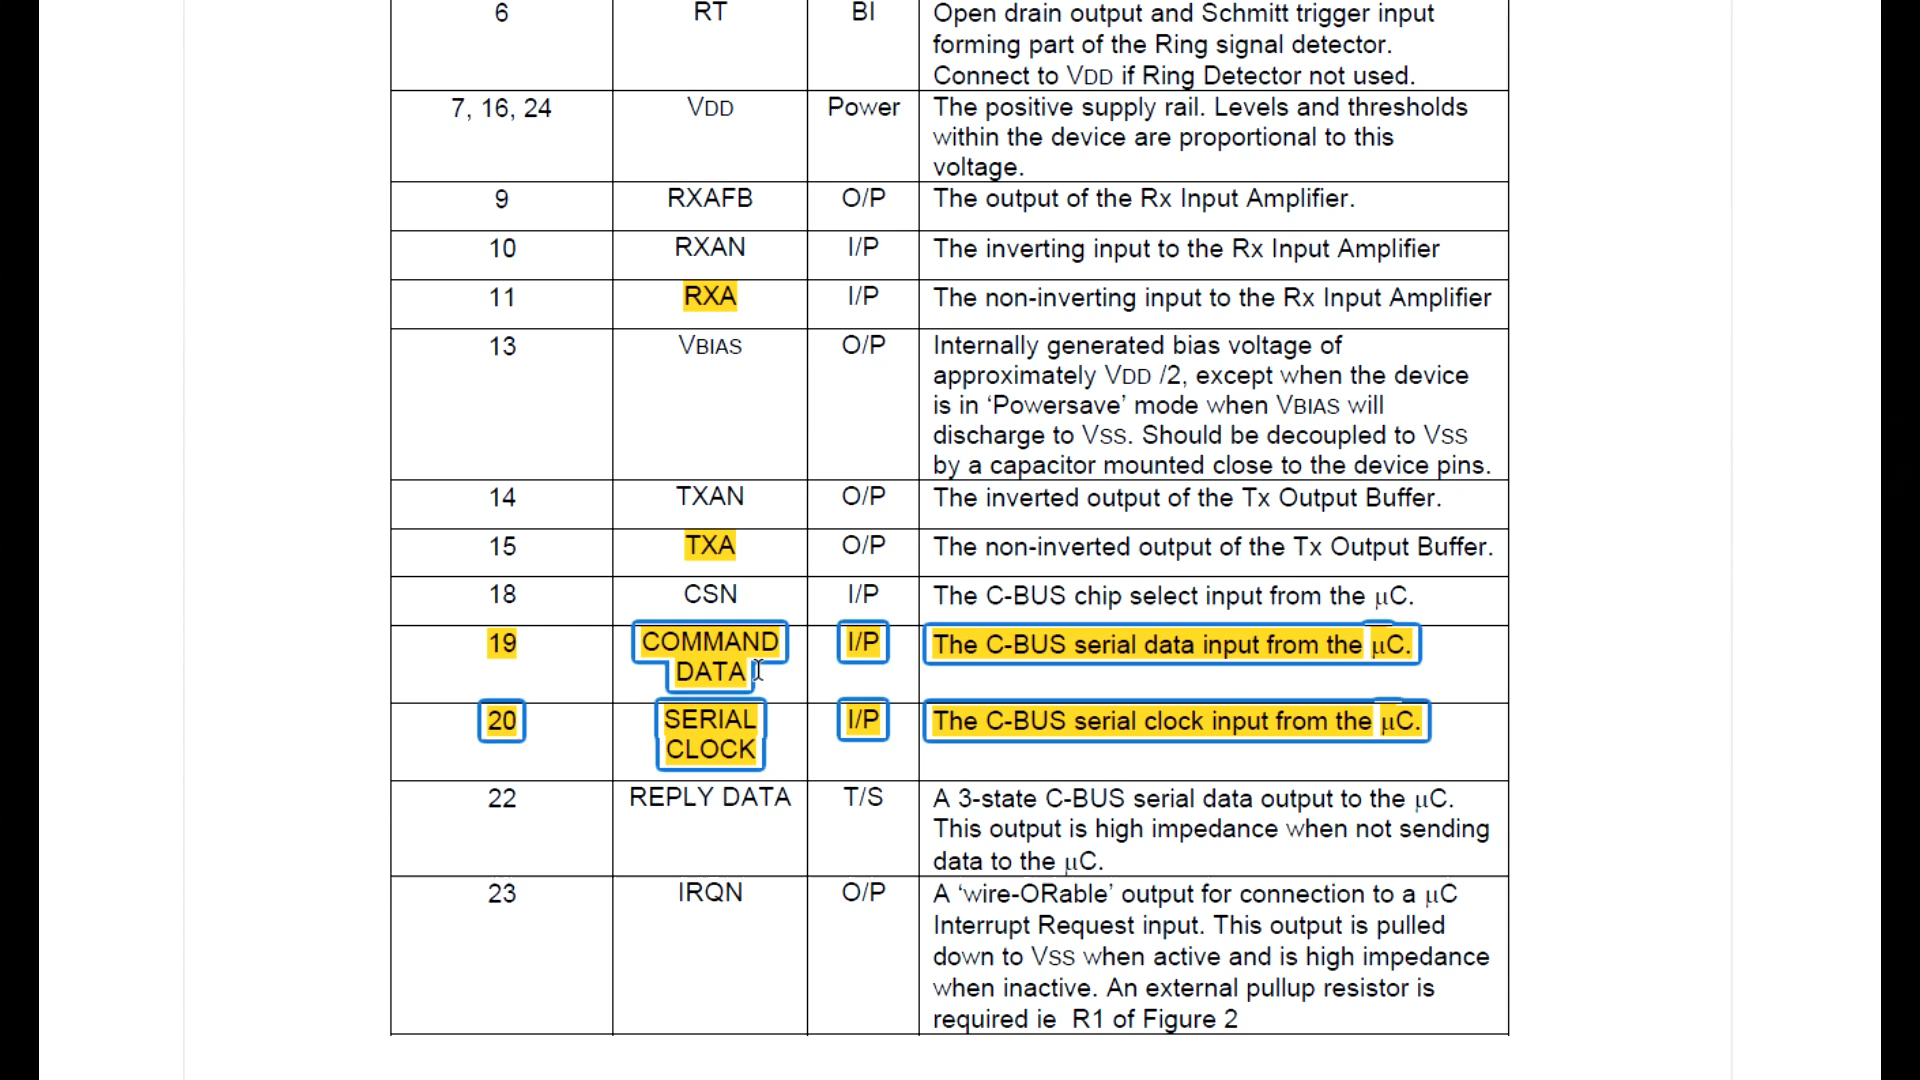 6 RT BI Open drain output and Schmitt trigger input
forming part of the Ring signal detector.
Connect to VDD if Ring Detector not used.
7, 16, 24 VDD Power The positive supply rail. Levels and thresholds
within the device are proportional to this
voltage.
9 RXAFB O/P The output of the Rx Input Amplifier.
10 RXAN I/P The inverting input to the Rx Input Amplifier
11 RXA I/P The non-inverting input to the Rx Input Amplifier
13 VBIAS O/P Internally generated bias voltage of
approximately VDD /2, except when the device
is in ‘Powersave’ mode when VBIAS will
discharge to VSS. Should be decoupled to VSS
by a capacitor mounted close to the device pins.
14 TXAN O/P The inverted output of the Tx Output Buffer.
15 TXA O/P The non-inverted output of the Tx Output Buffer.
18 CSN I/P The C-BUS chip select input from the μC.
19 COMMAND I/P The C-BUS serial data input from the μC.
DATA
20 SERIAL I/P The C-BUS serial clock input from the μC.
CLOCK
22 REPLY DATA T/S A 3-state C-BUS serial data output to the μC.
This output is high impedance when not sending
data to the μC.
23 IRQN O/P A ‘wire-ORable’ output for connection to a μC
Interrupt Request input. This output is pulled
down to VSS when active and is high impedance
when inactive. An external pullup resistor is
required ie R1 of Figure 2